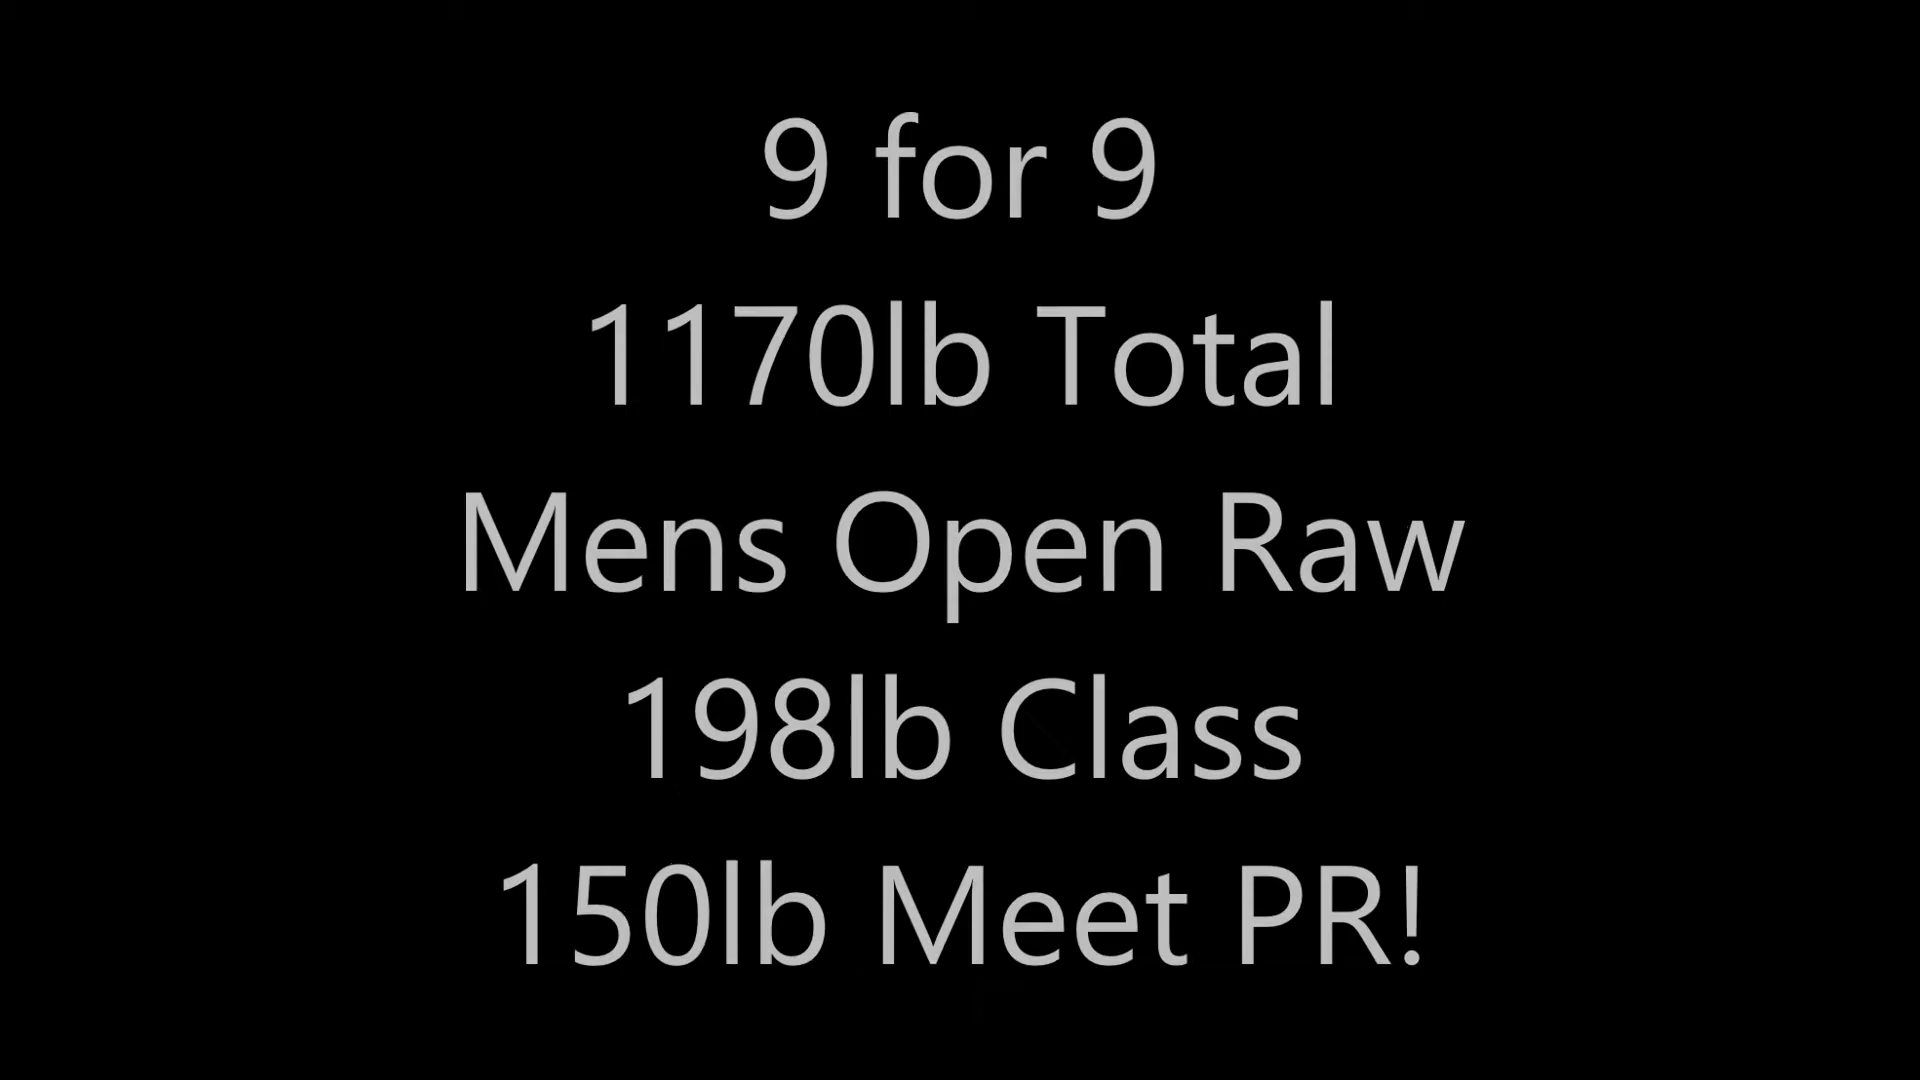 9 for 9
1170lb Total
Mens Open Raw
198lb Class
150lb Meet PR!